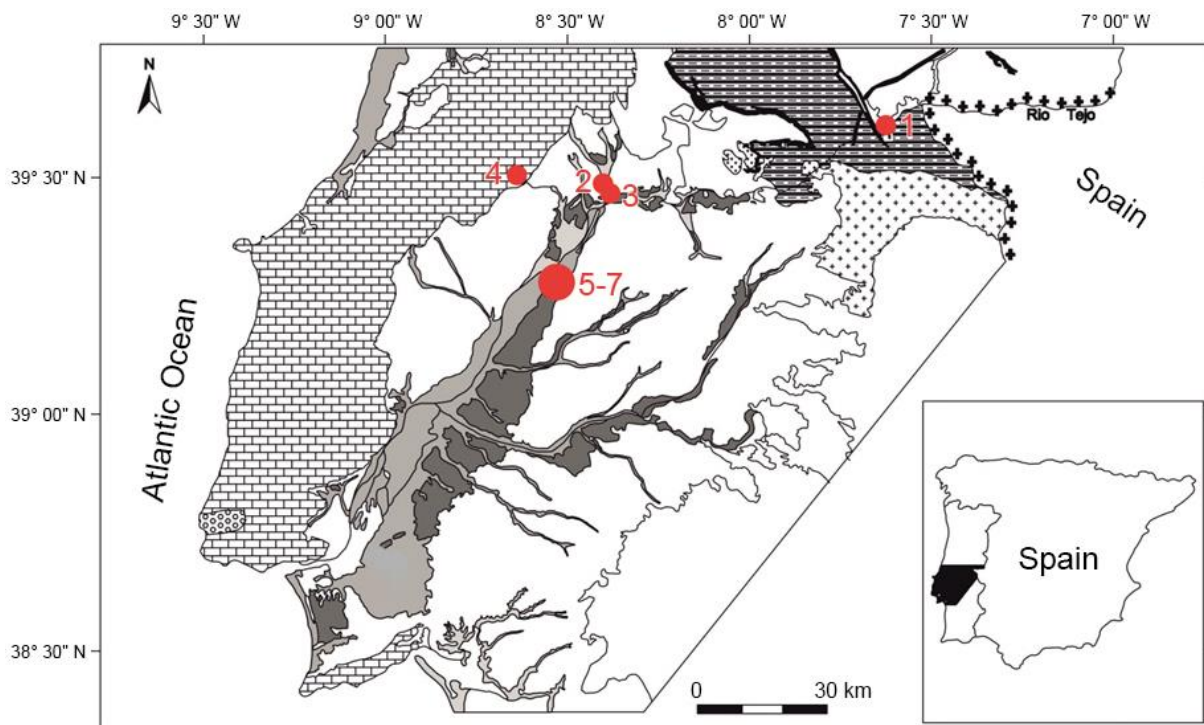 9° 30" W
9° 00" W
8° 30" W
8° 00" W
7° 30" W
7° 00" W
N
1
Rio Tejo
39° 30" N
4
2
3
Spain
5-7
Atlantic Ocean
39° 00" N
Spain
38° 30" N
0
30 km